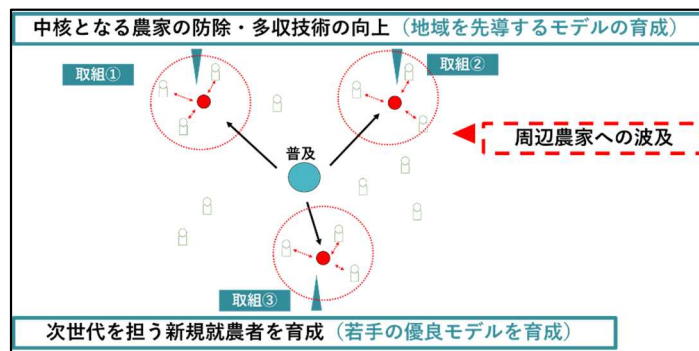 中核となる農家の防除・多収技術の向上（地域を先導するモデルの育成）
取組①
取組②
周辺農家への波及
普及
取組③
次世代を担う新規就農者を育成（若手の優良モデルを育成）